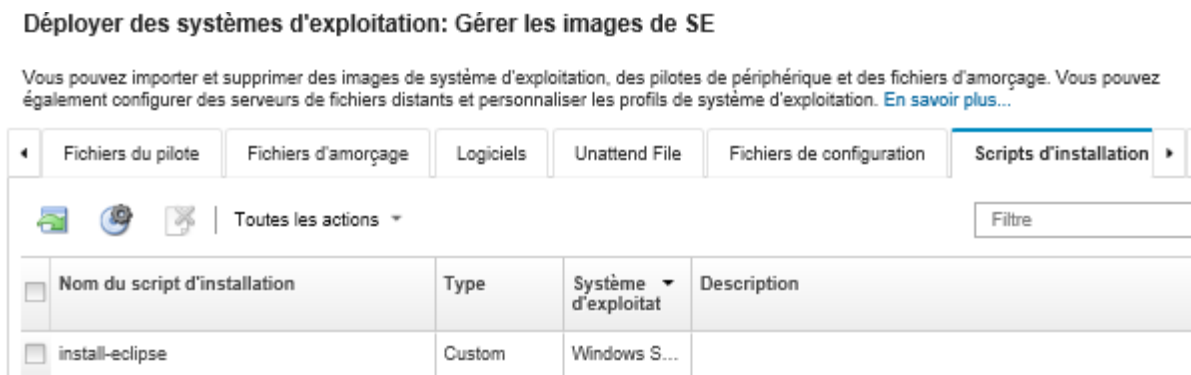 Déployer des systèmes d'exploitation: Gérer les images de SE
Vous pouvez importer et supprimer des images de système d'exploitation, des pilotes de périphérique et des fichiers d'amorçage. Vous pouvez
également configurer des serveurs de fichiers distants et personnaliser les profils de système d'exploitation. En savoir plus...
Fichiers du pilote Fichiers d'amorçage Logiciels Unattend File Fichiers de configuration Scripts d'installation
Toutes les actions Filtre
Nom du script d'installation Type Système d'exploitat Description
install-eclipse Custom Windows S...